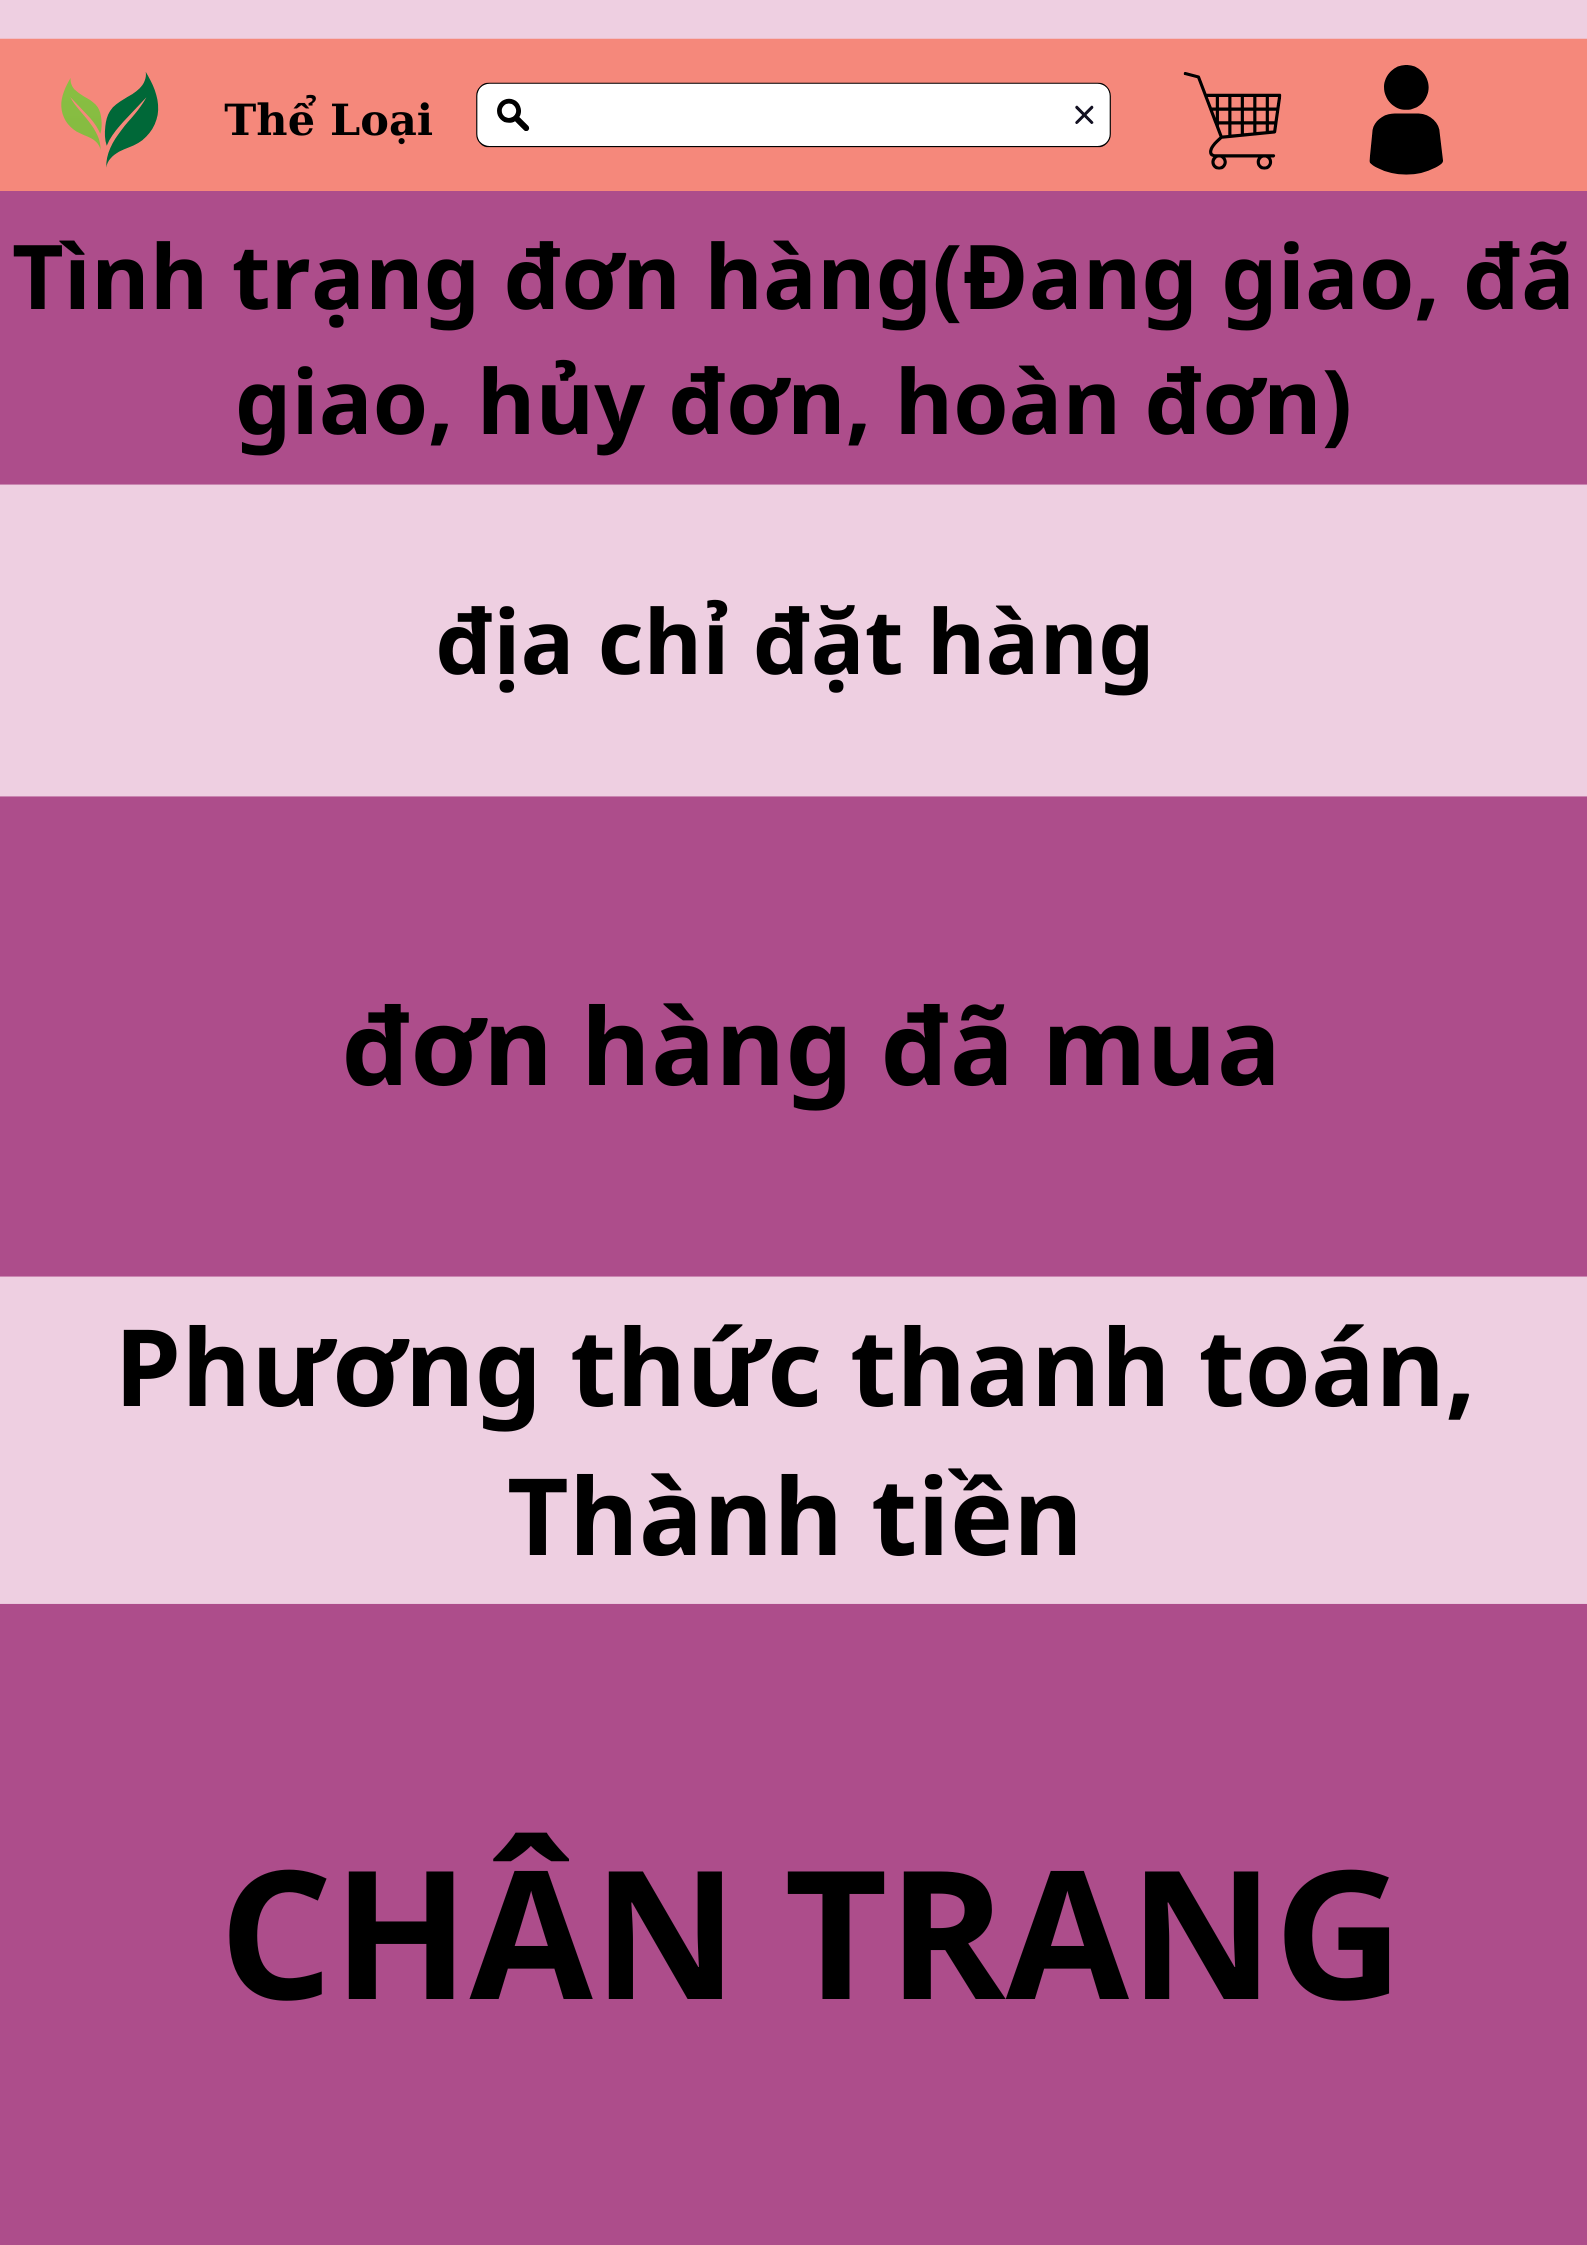 Thể Loại
Tình trạng đơn hàng(Đang giao, đã
giao, hủy đơn, hoàn đơn)
địa chỉ đặt hàng
đơn hàng đã mua
Phương thức thanh toán,
Thành tiền
CHÂN TRANG